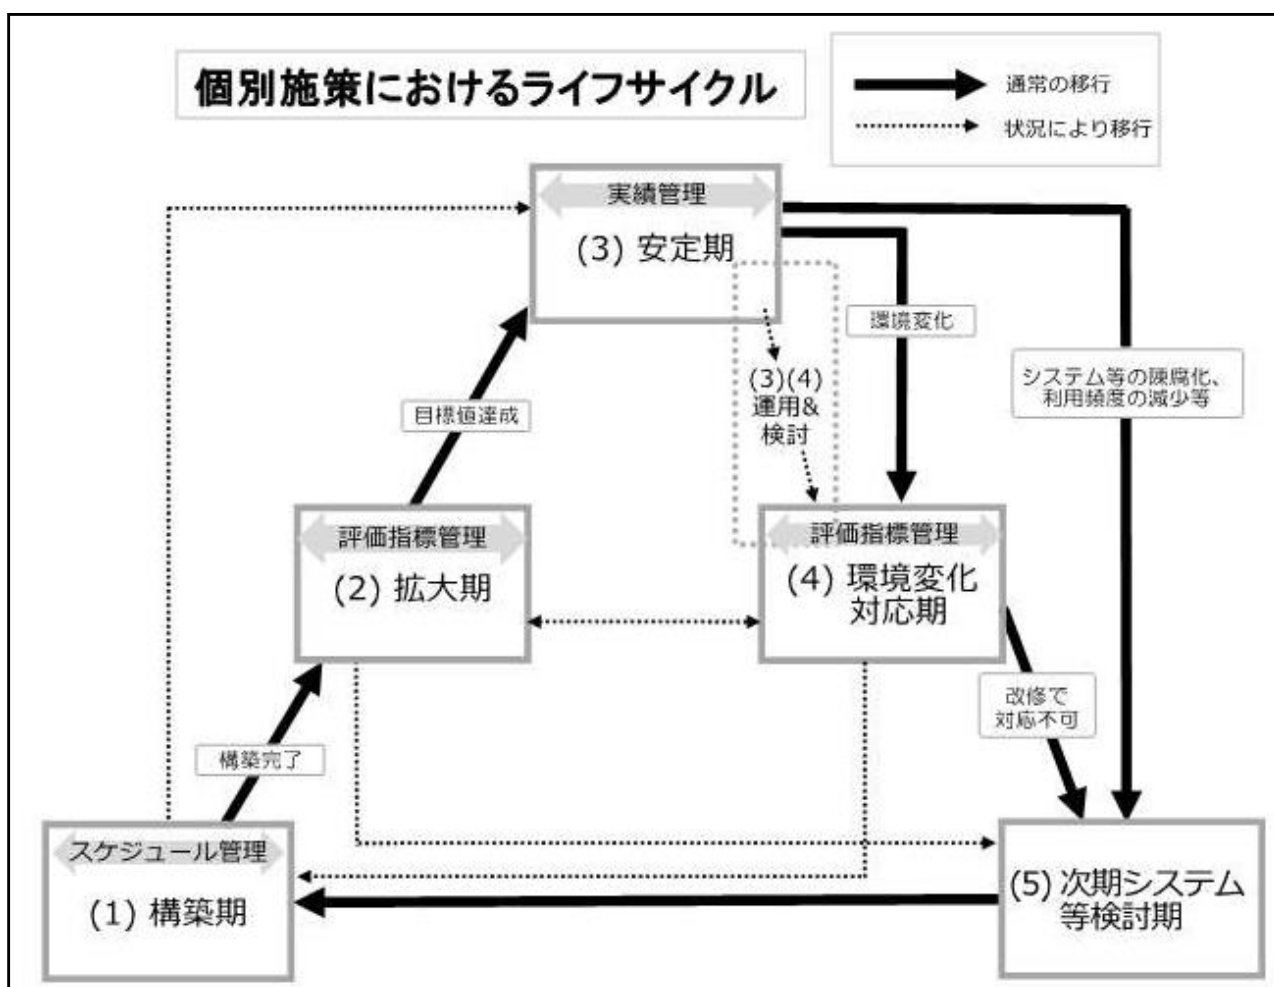 個別施策におけるライフサイクル
通常の移行
状況により移行
実績管理
(3) 安定期
環境変化
システム等の陳腐化、
利用頻度の減少等
(3)(4)
運用&
検討
目標値達成
評価指標管理
(2) 拡大期
評価指標管理
(4) 環境変化
対応期
改修で
対応不可
構築完了
スケジュール管理
(1) 構築期
(5) 次期システム
等検討期